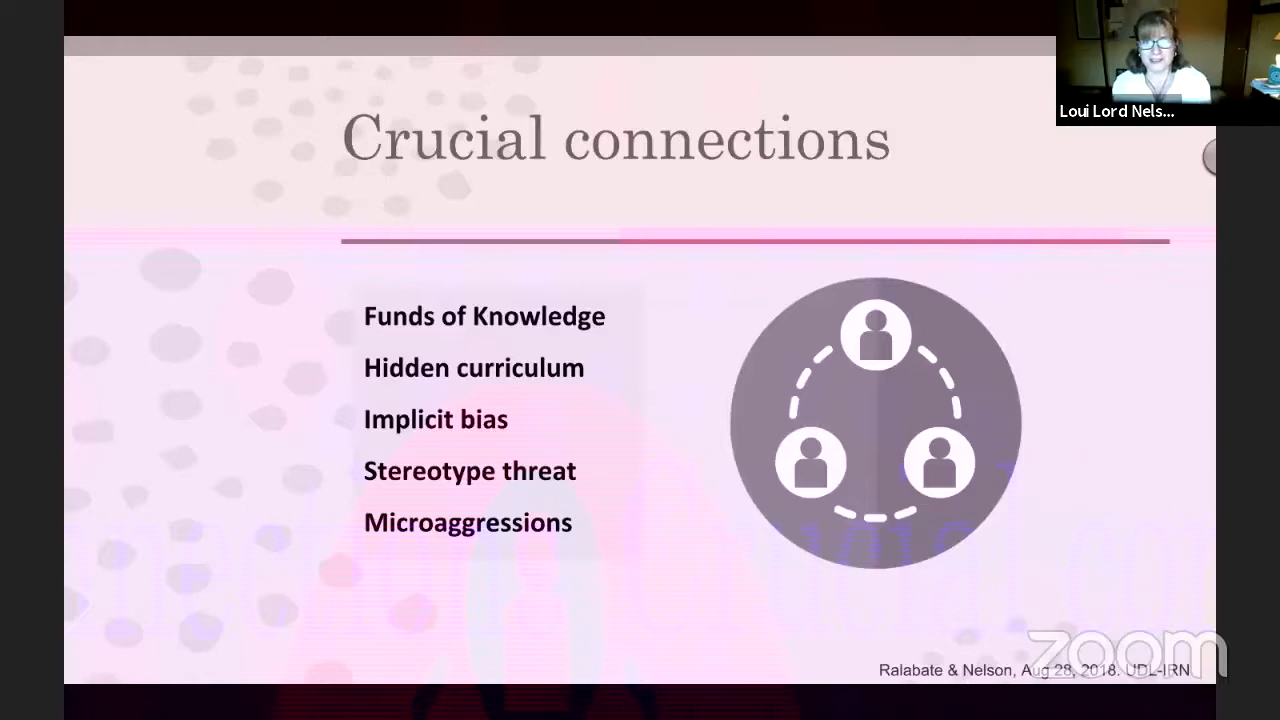 Crucial connections
Loui Lord Nels...
Funds of Knowledge
Hidden curriculum
Implicit bias
Stereotype threat
Microaggressions
Ralabate & Nelson, Aug 28, 2018. UDL-IRN
zoom